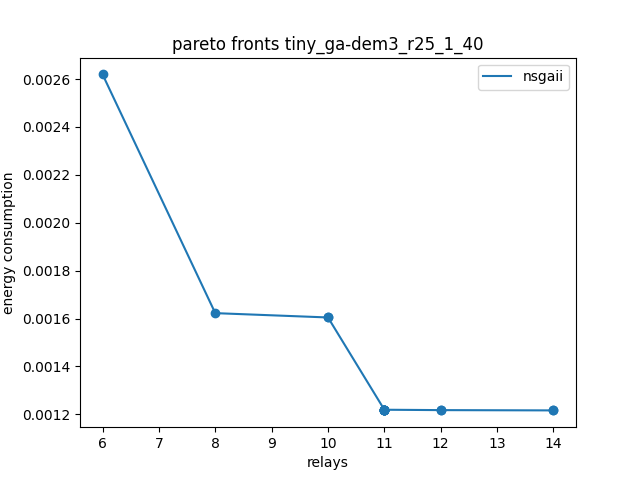 pareto fronts tiny_ga-dem3_r25_1_40
nsgaii
energy consumption
0.0026
0.0024
0.0022
0.0020
0.0018
0.0016
0.0014
0.0012
6 7 8 9 10 11 12 13 14
relays